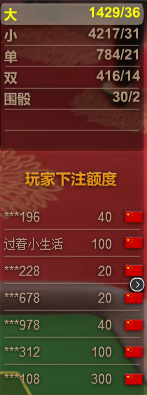 大 1429/36
小 4217/31
单 784/21
双 416/14
围骰 30/2
玩家下注额度
***196 40
过着小生活 100
***228 20
***678 20
***978 40
***312 100
***108 300